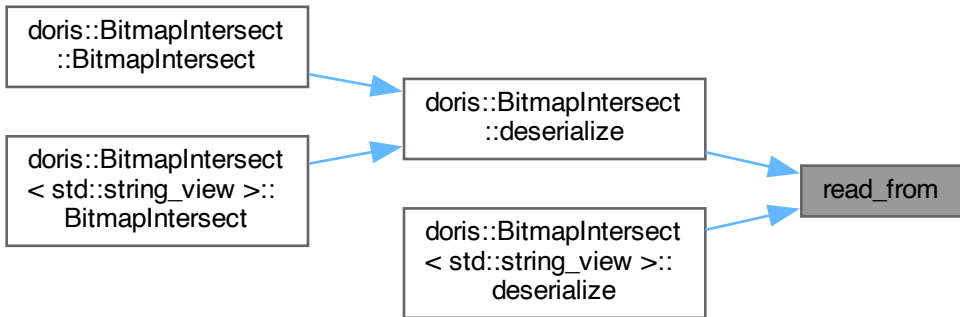 doris::BitmapIntersect
::BitmapIntersect
doris::BitmapIntersect
< std::string_view >::
BitmapIntersect
doris::BitmapIntersect
::deserialize
doris::BitmapIntersect
< std::string_view >::
deserialize
read_from